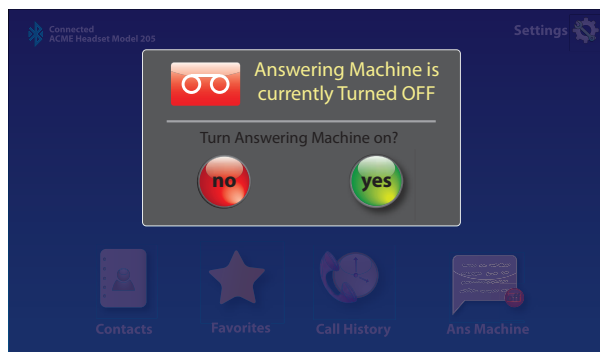 Connected
ACME Headset Model 205
Settings
Answering Machine is
currently Turned OFF
Turn Answering Machine on?
no
yes
Contacts
Favorites
Call History
Ans Machine